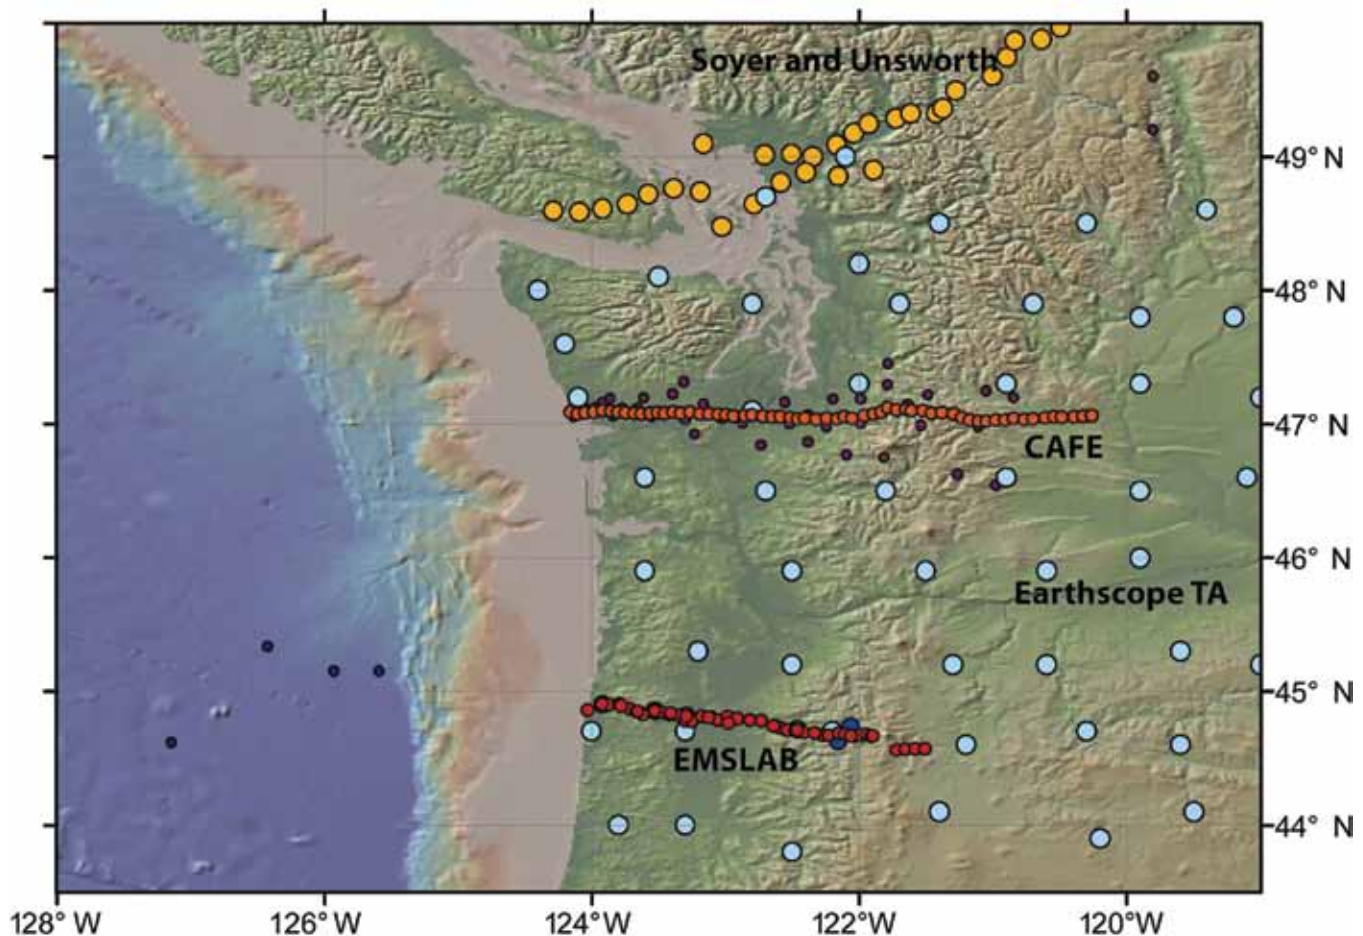 Soyer and Unsworth
49° N
48° N
CAFE
47° N
46° N
Earthscope TA
45° N
EMSLAB
44° N
128° W
126°W
124°W
122°W
120°W